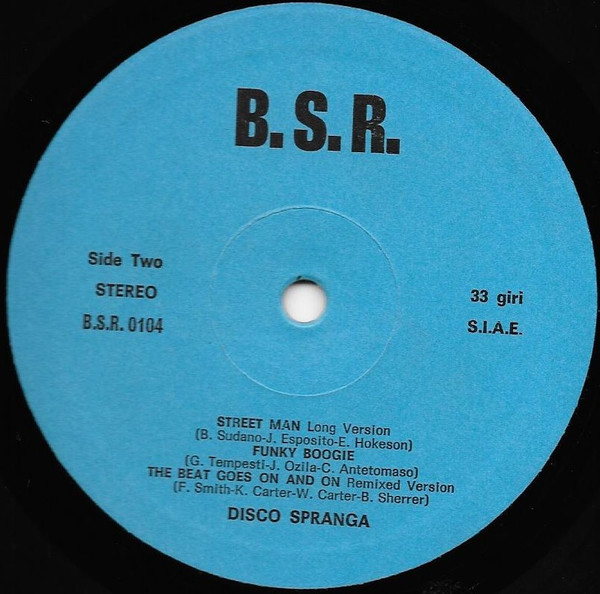 B.S.R.
Side Two
STEREO
B.S.R. 0104
33 giri
S.I.A.E.
STREET MAN Long Version
(B. Sudano-J. Esposito-E. Hokeson)
FUNKY BOOGIE
(G. Tempesti-J. Ozila-C. Antetomaso)
THE BEAT GOES ON AND ON Remixed Version
(F. Smith-K. Carter-W. Carter-B. Sherrer)
DISCO SPRANGA